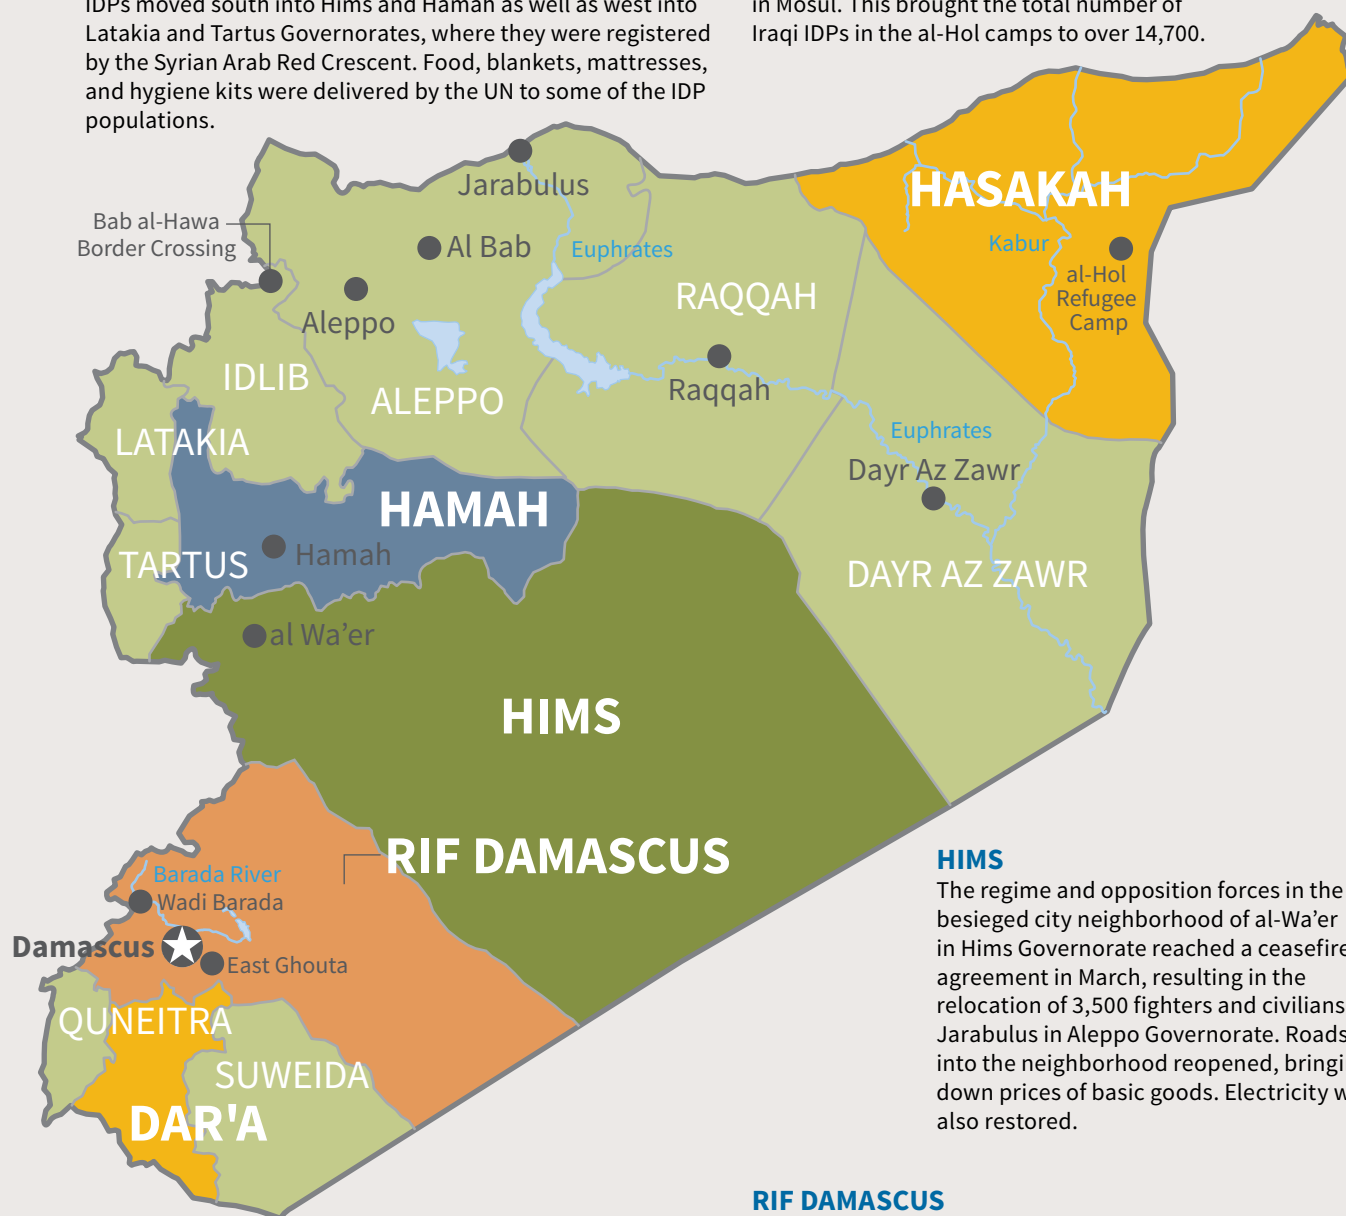 IDPs moved south into Hims and Hamah as well as west into
Latakia and Tartus Governorates, where they were registered
by the Syrian Arab Red Crescent. Food, blankets, mattresses,
and hygiene kits were delivered by the UN to some of the IDP
populations.
in Mosul. This brought the total number of
Iraqi IDPs in the al-Hol camps to over 14,700.
Jarabulus
HASAKAH
Bab al-Hawa
Border Crossing
Al Bab
Euphrates
Kabur
al-Hol
Refugee
Camp
RAQQAH
Aleppo
IDLIB
ALEPPO
Raqqah
LATAKIA
Euphrates
Dayr Az Zawr
HAMAH
Hamah
TARTUS
DAYR AZ ZAWR
al Wa’er
HIMS
RIF DAMASCUS
Barada River
Wadi Barada
Damascus
East Ghouta
QUNEITRA
SUWEIDA
DAR'A
HIMS
The regime and opposition forces in the
besieged city neighborhood of al-Wa’er
in Hims Governorate reached a ceasefire
agreement in March, resulting in the
relocation of 3,500 fighters and civilians
Jarabulus in Aleppo Governorate. Roads
into the neighborhood reopened, bringi
down prices of basic goods. Electricity w
also restored.
RIF DAMASCUS